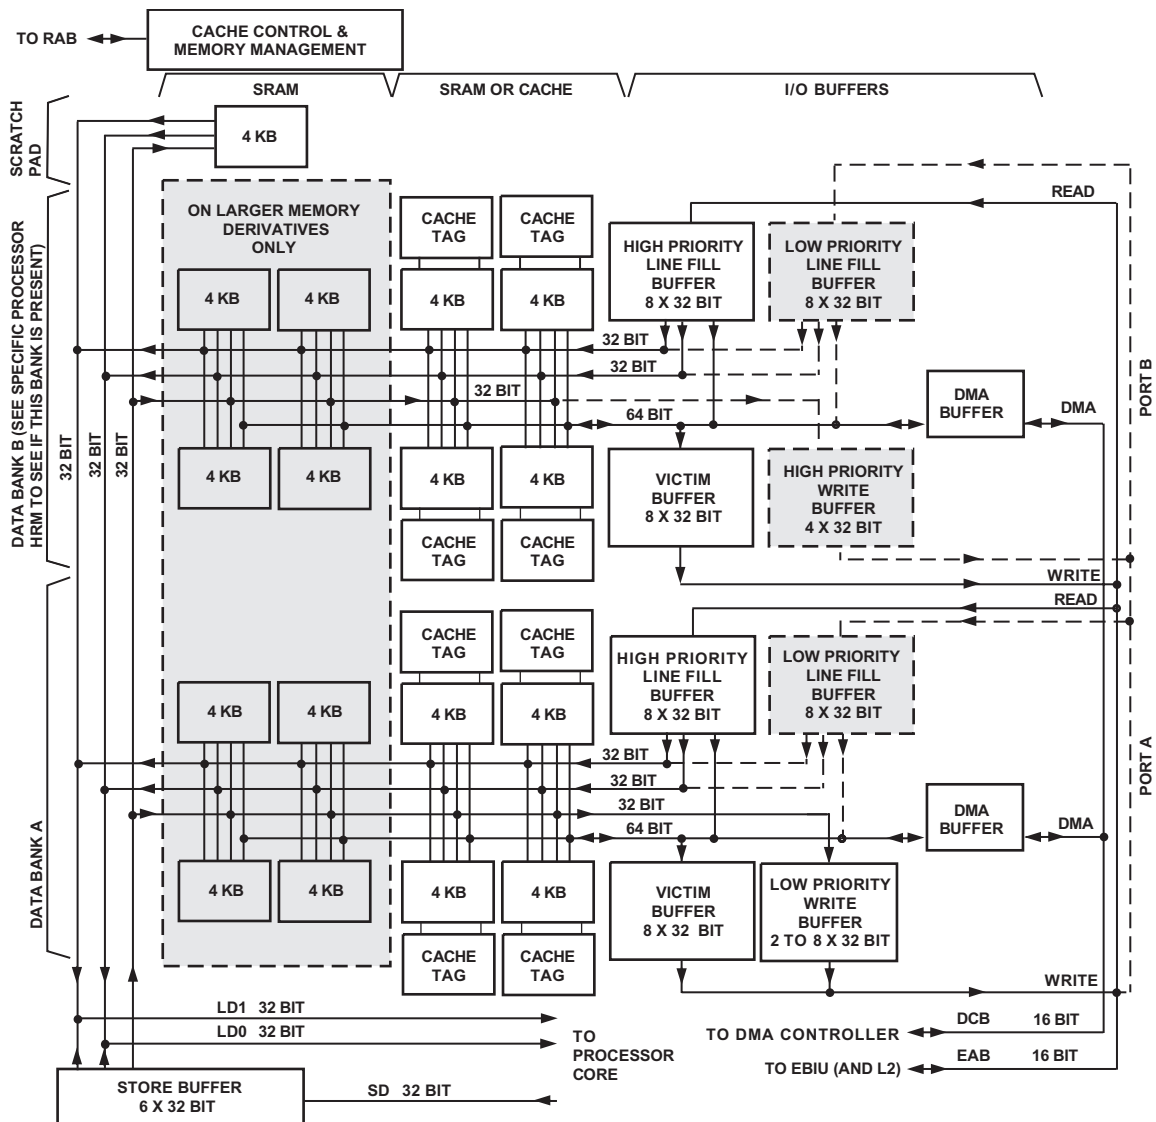 CACHE CONTROL &
MEMORY MANAGEMENT
TO RAB
SRAM
SRAM OR CACHE
I/O BUFFERS
SCRATCH
PAD
4 KB
DATA BANK B (SEE SPECIFIC PROCESSOR
HRM TO SEE IF THIS BANK IS PRESENT)
ON LARGER MEMORY
DERIVATIVES
ONLY
CACHE
TAG
CACHE
TAG
READ
HIGH PRIORITY
LINE FILL
BUFFER
8 X 32 BIT
LOW PRIORITY
LINE FILL
BUFFER
8 X 32 BIT
4 KB
4 KB
4 KB
4 KB
32 BIT
32 BIT
32 BIT
64 BIT
DMA
BUFFER
DMA
PORT B
32 BIT
32 BIT
32 BIT
4 KB
4 KB
4 KB
4 KB
VICTIM
BUFFER
8 X 32 BIT
HIGH PRIORITY
WRITE
BUFFER
4 X 32 BIT
CACHE
TAG
CACHE
TAG
WRITE
READ
DATA BANK A
CACHE
TAG
CACHE
TAG
HIGH PRIORITY
LINE FILL
BUFFER
8 X 32 BIT
LOW PRIORITY
LINE FILL
BUFFER
8 X 32 BIT
4 KB
4 KB
4 KB
4 KB
PORT A
32 BIT
32 BIT
32 BIT
64 BIT
DMA
BUFFER
DMA
4 KB
4 KB
4 KB
4 KB
VICTIM
BUFFER
8 X 32 BIT
LOW PRIORITY
WRITE
BUFFER
2 TO 8 X 32 BIT
CACHE
TAG
CACHE
TAG
WRITE
LD1 32 BIT
LD0 32 BIT
TO
PROCESSOR
CORE
TO DMA CONTROLLER
DCB 16 BIT
TO EBIU (AND L2)
EAB 16 BIT
STORE BUFFER
6 X 32 BIT
SD 32 BIT